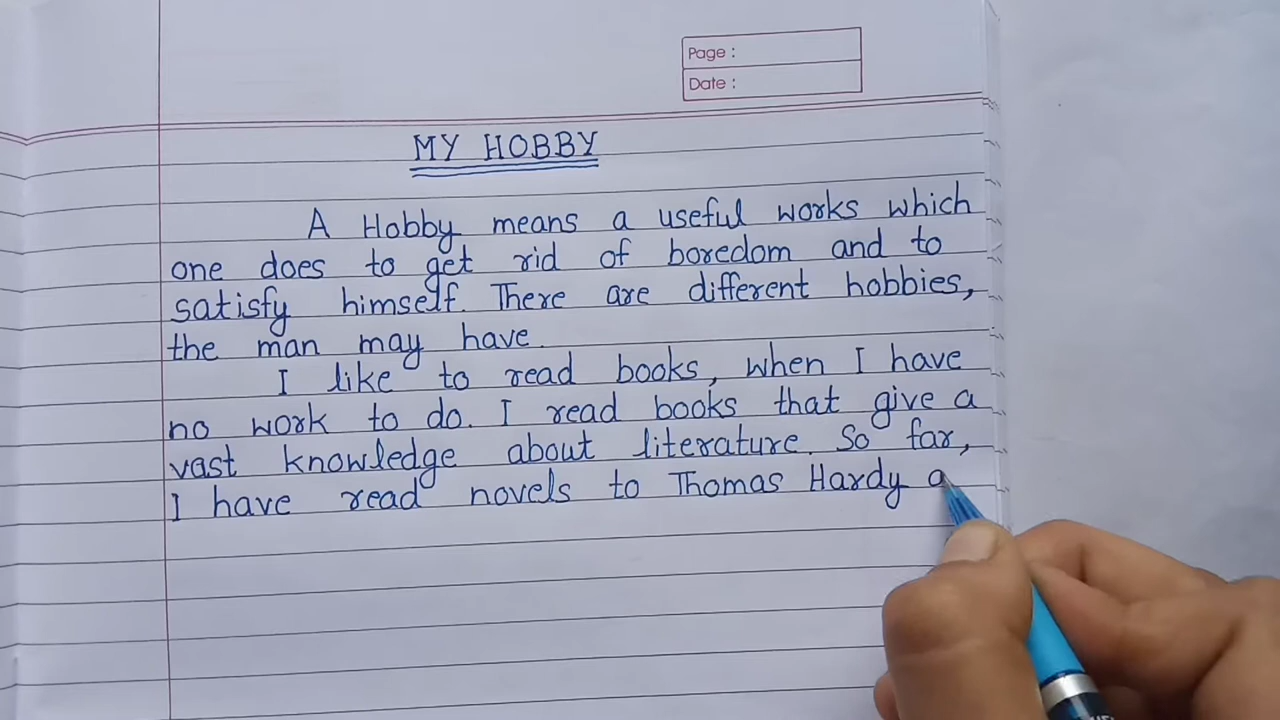 Page :
Date :
MY HOBBY
A Hobby means a useful works which
one does to get rid of boredom and to
satisfy himself. There are different hobbies,
the man may have.
I like to read books, when I have
no work to do. I read books that give a
vast knowledge about literature. So far,
I have read novels to Thomas Hardy a